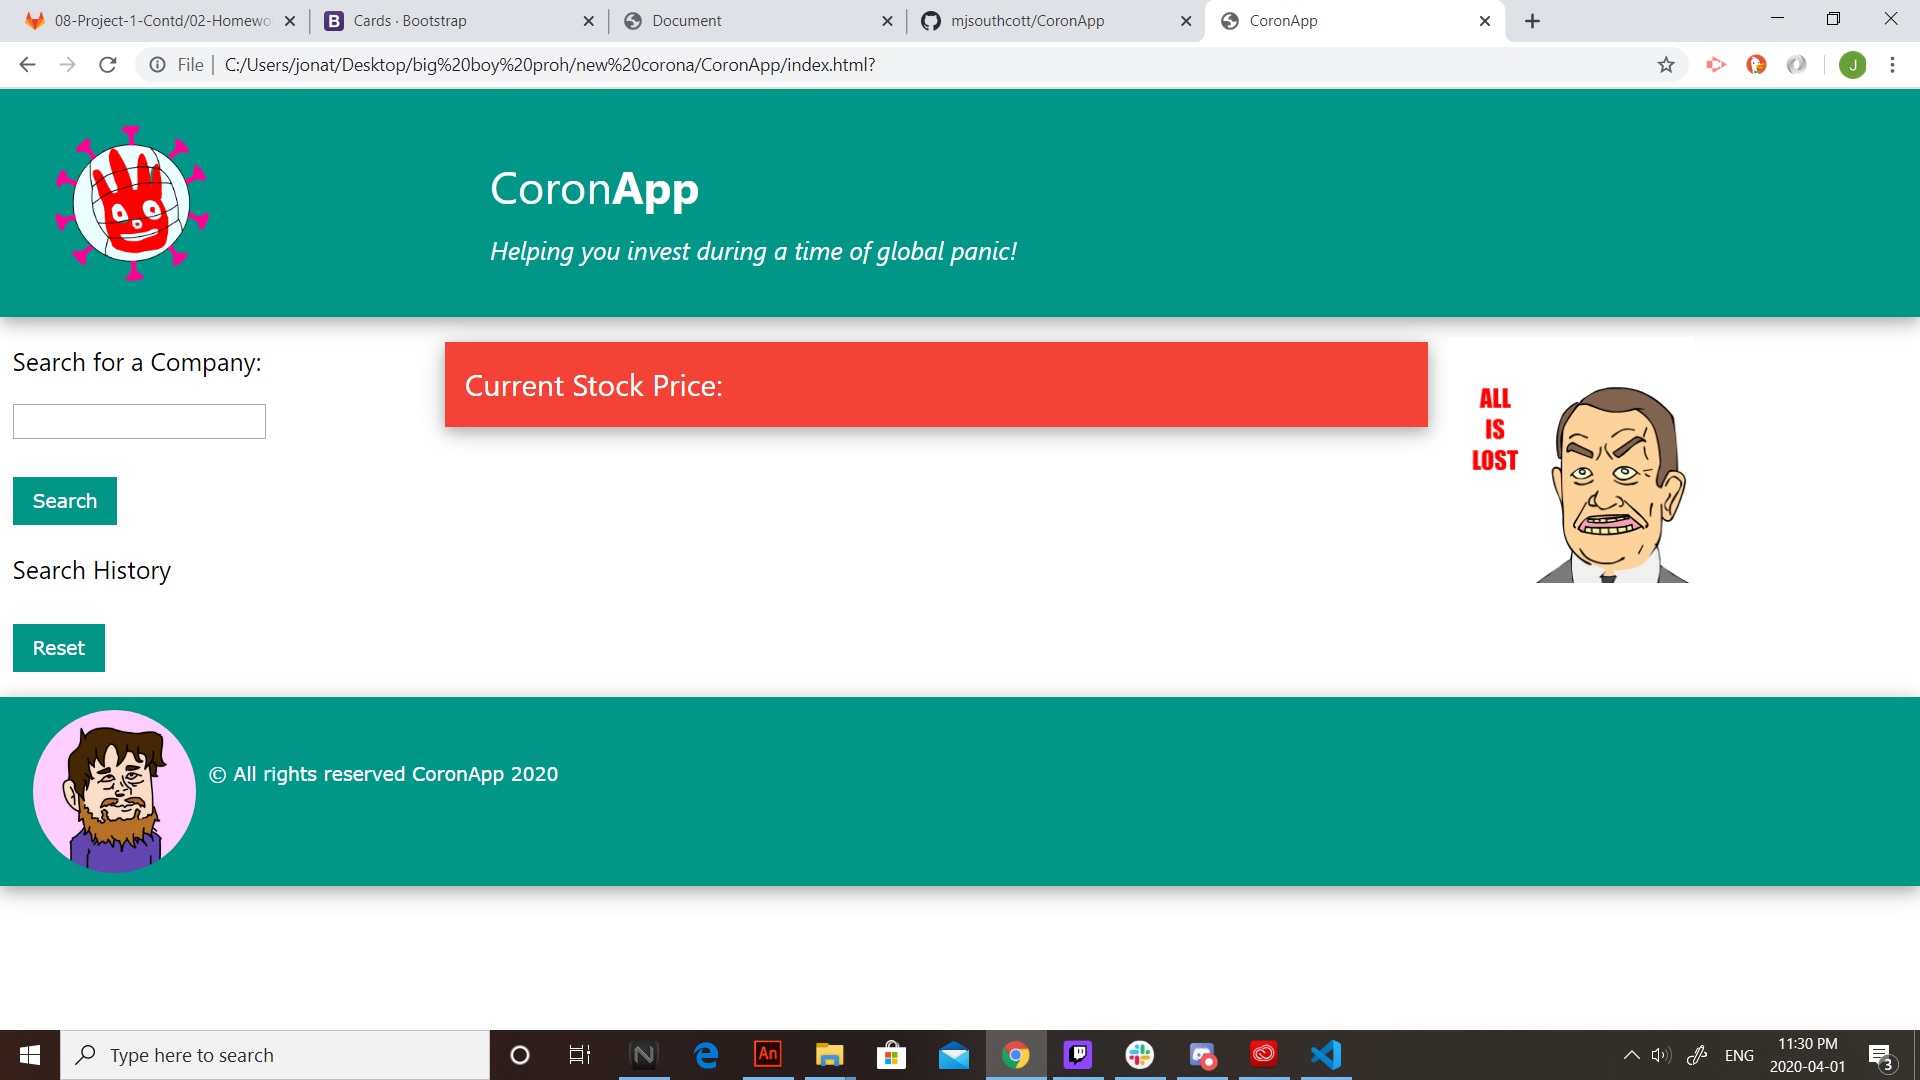 08-Project-1-Contd/02-Homewor
Cards · Bootstrap
Document
mjsouthcott/CoronApp
CoronApp
File
C:/Users/jonat/Desktop/big%20boy%20proh/new%20corona/CoronApp/index.html?
J
CoronApp
Helping you invest during a time of global panic!
Search for a Company:
Search
Search History
Reset
Current Stock Price:
ALL
IS
LOST
© All rights reserved CoronApp 2020
Type here to search
N
An
ENG
11:30 PM
2020-04-01
3